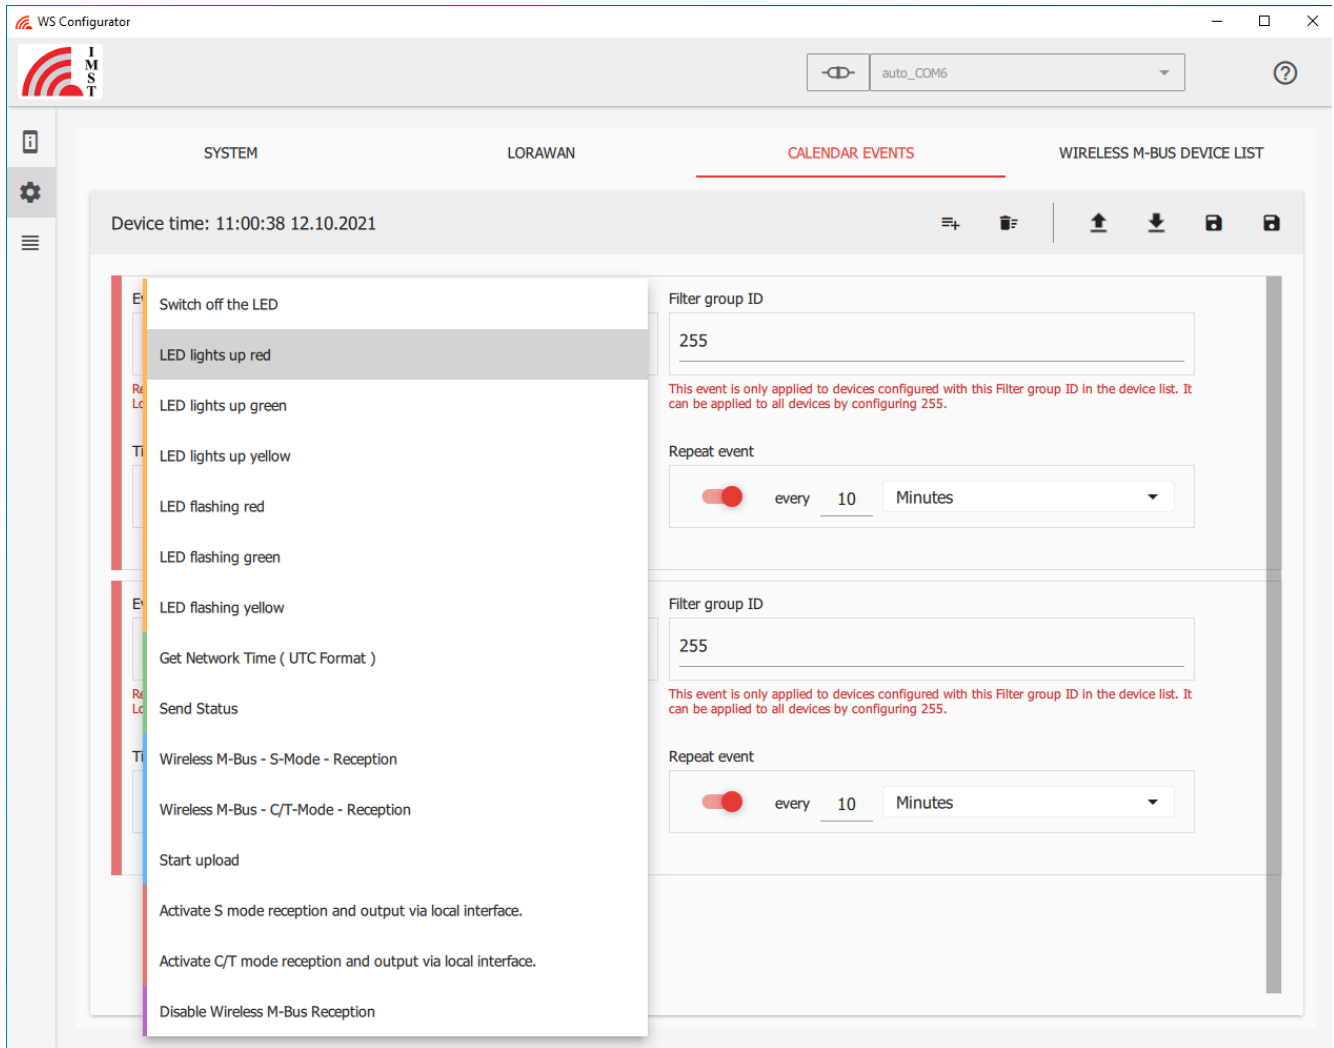 WS Configurator
I
M
S
T
auto_COM6
SYSTEM
LORAWAN
CALENDAR EVENTS
WIRELESS M-BUS DEVICE LIST
Device time: 11:00:38 12.10.2021
Switch off the LED
LED lights up red
LED lights up green
LED lights up yellow
LED flashing red
LED flashing green
LED flashing yellow
Get Network Time ( UTC Format )
Send Status
Wireless M-Bus - S-Mode - Reception
Wireless M-Bus - C/T-Mode - Reception
Start upload
Activate S mode reception and output via local interface.
Activate C/T mode reception and output via local interface.
Disable Wireless M-Bus Reception
Filter group ID
255
This event is only applied to devices configured with this Filter group ID in the device list. It
can be applied to all devices by configuring 255.
Repeat event
every 10 Minutes
Filter group ID
255
This event is only applied to devices configured with this Filter group ID in the device list. It
can be applied to all devices by configuring 255.
Repeat event
every 10 Minutes